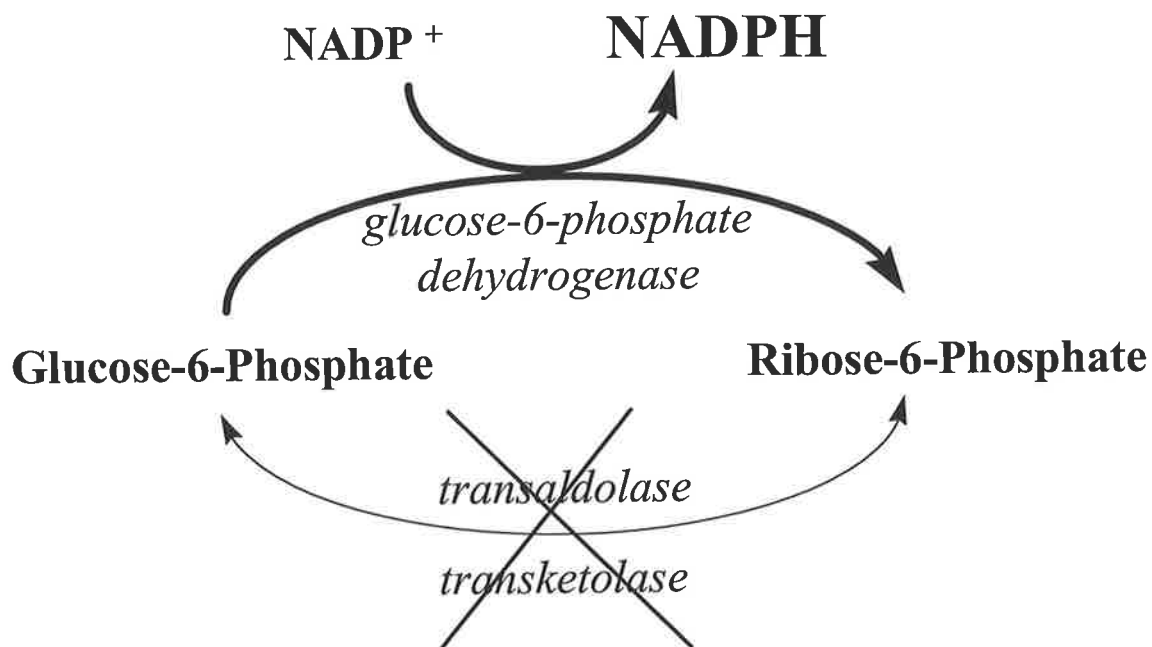 NADP + NADPH
glucose-6-phosphate
dehydrogenase
Glucose-6-Phosphate Ribose-6-Phosphate
transaldolase
transketolase